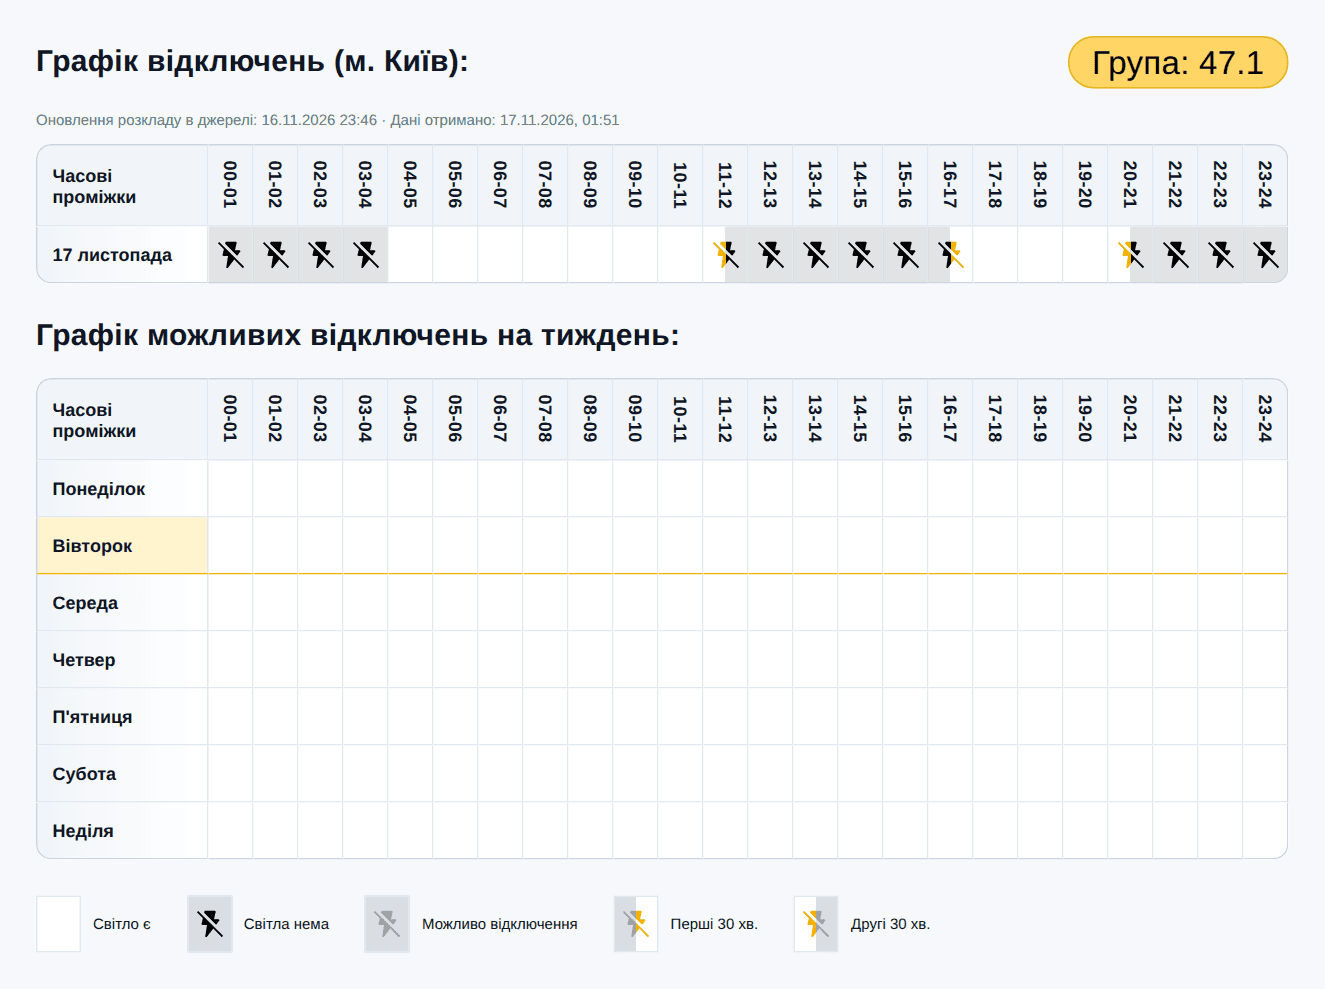 Графік відключень (м. Київ):
Група: 47.1
Оновлення розкладу в джерелі: 16.11.2026 23:46 · Дані отримано: 17.11.2026, 01:51
Часові проміжки 00-01 01-02 02-03 03-04 04-05 05-06 06-07 07-08 08-09 09-10 10-11 11-12 12-13 13-14 14-15 15-16 16-17 17-18 18-19 19-20 20-21 21-22 22-23 23-24
17 листопада
Графік можливих відключень на тиждень:
Часові проміжки 00-01 01-02 02-03 03-04 04-05 05-06 06-07 07-08 08-09 09-10 10-11 11-12 12-13 13-14 14-15 15-16 16-17 17-18 18-19 19-20 20-21 21-22 22-23 23-24
Понеділок
Вівторок
Середа
Четвер
П'ятниця
Субота
Неділя
Світло є Світла нема Можливо відключення Перші 30 хв. Другі 30 хв.